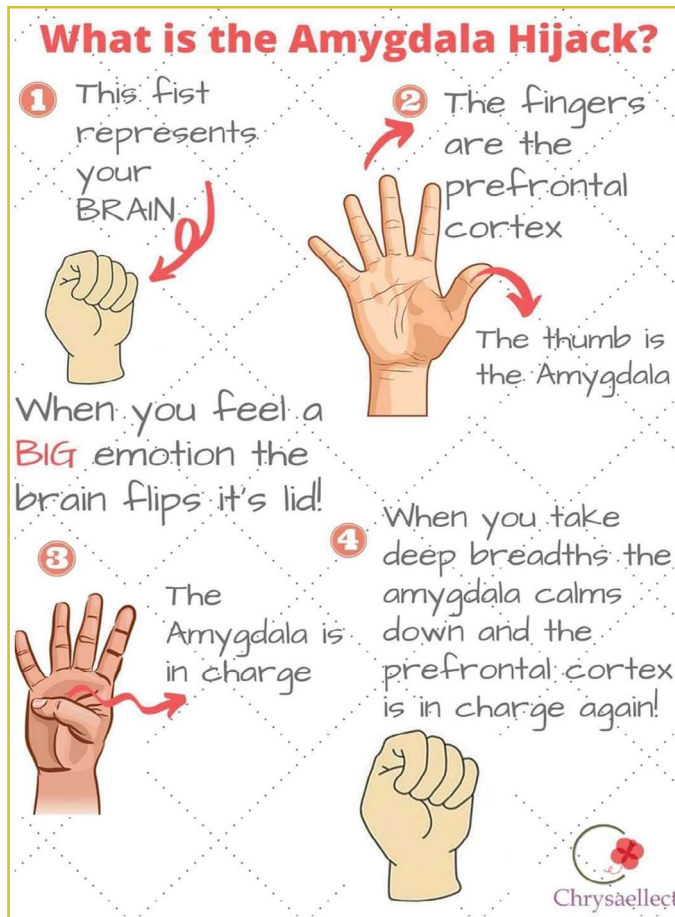 What is the Amygdala Hijack?
1
This fist
represents
your
BRAIN
2
The fingers
are the
prefrontal
cortex
The thumb is
the Amygdala
When you feel a
BIG emotion the
brain flips it's lid!
3
The
Amygdala is
in charge
4
When you take
deep breadths the
amygdala calms
down and the
prefrontal cortex
is in charge again!
Chrysaellect